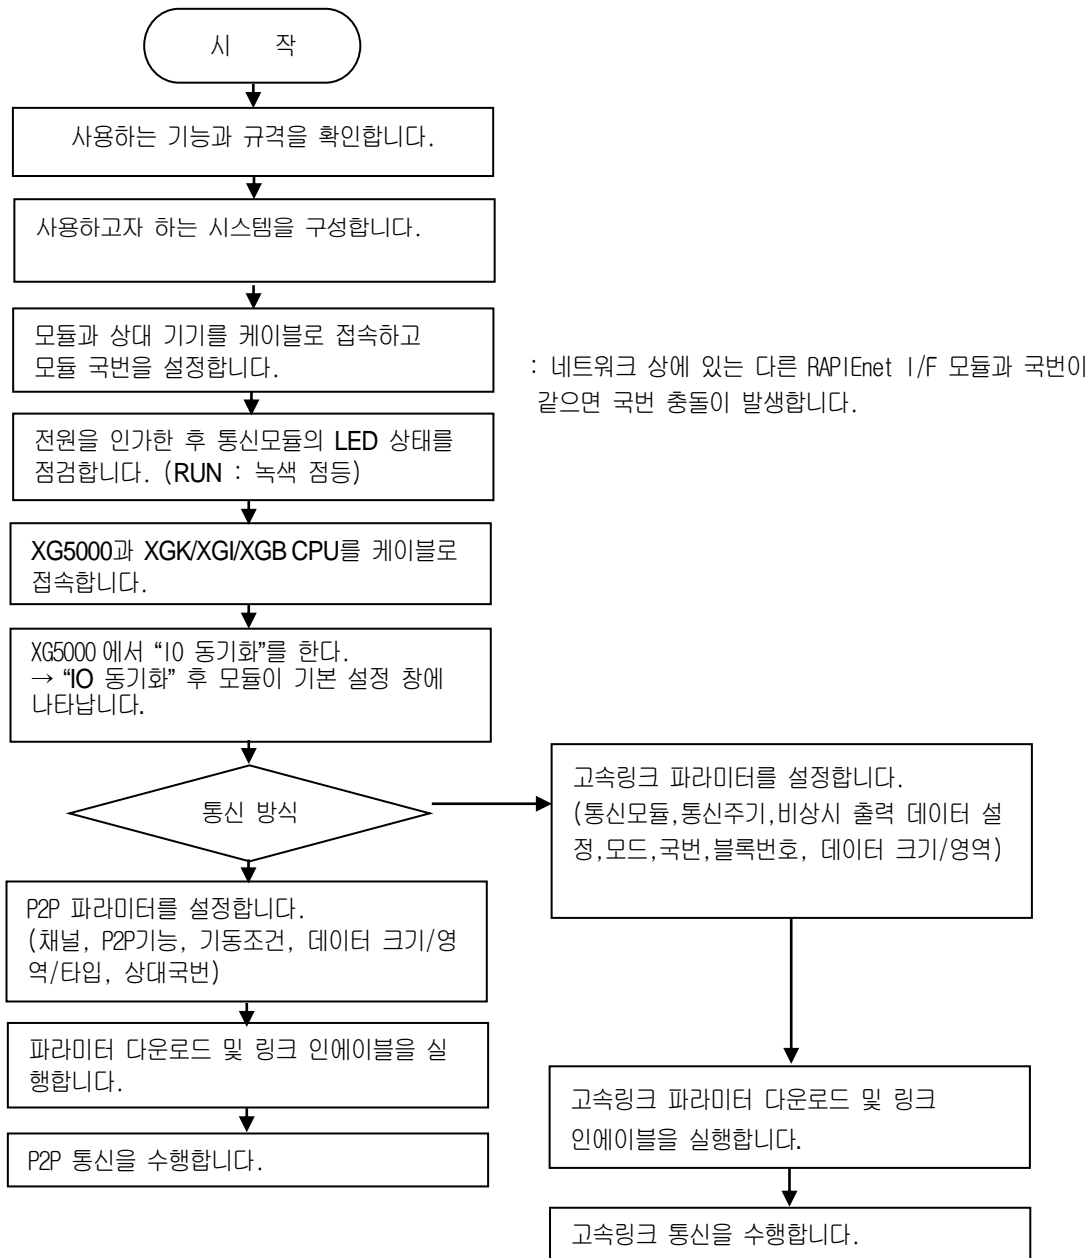 시 작
사용하는 기능과 규격을 확인합니다.
사용하고자 하는 시스템을 구성합니다.
모듈과 상대 기기를 케이블로 접속하고
모듈 국번을 설정합니다.
: 네트워크 상에 있는 다른 RAPIEnet I/F 모듈과 국번이
같으면 국번 충돌이 발생합니다.
전원을 인가한 후 통신모듈의 LED 상태를
점검합니다. (RUN : 녹색 점등)
XG5000과 XGK/XGI/XGB CPU를 케이블로
접속합니다.
XG5000 에서 “IO 동기화”를 한다.
→ “IO 동기화” 후 모듈이 기본 설정 창에
나타납니다.
통신 방식
고속링크 파라미터를 설정합니다.
(통신모듈,통신주기,비상시 출력 데이터 설
정,모드,국번,블록번호, 데이터 크기/영역)
P2P 파라미터를 설정합니다.
(채널, P2P기능, 기동조건, 데이터 크기/영
역/타입, 상대국번)
파라미터 다운로드 및 링크 인에이블을 실
행합니다.
P2P 통신을 수행합니다.
고속링크 파라미터 다운로드 및 링크
인에이블을 실행합니다.
고속링크 통신을 수행합니다.